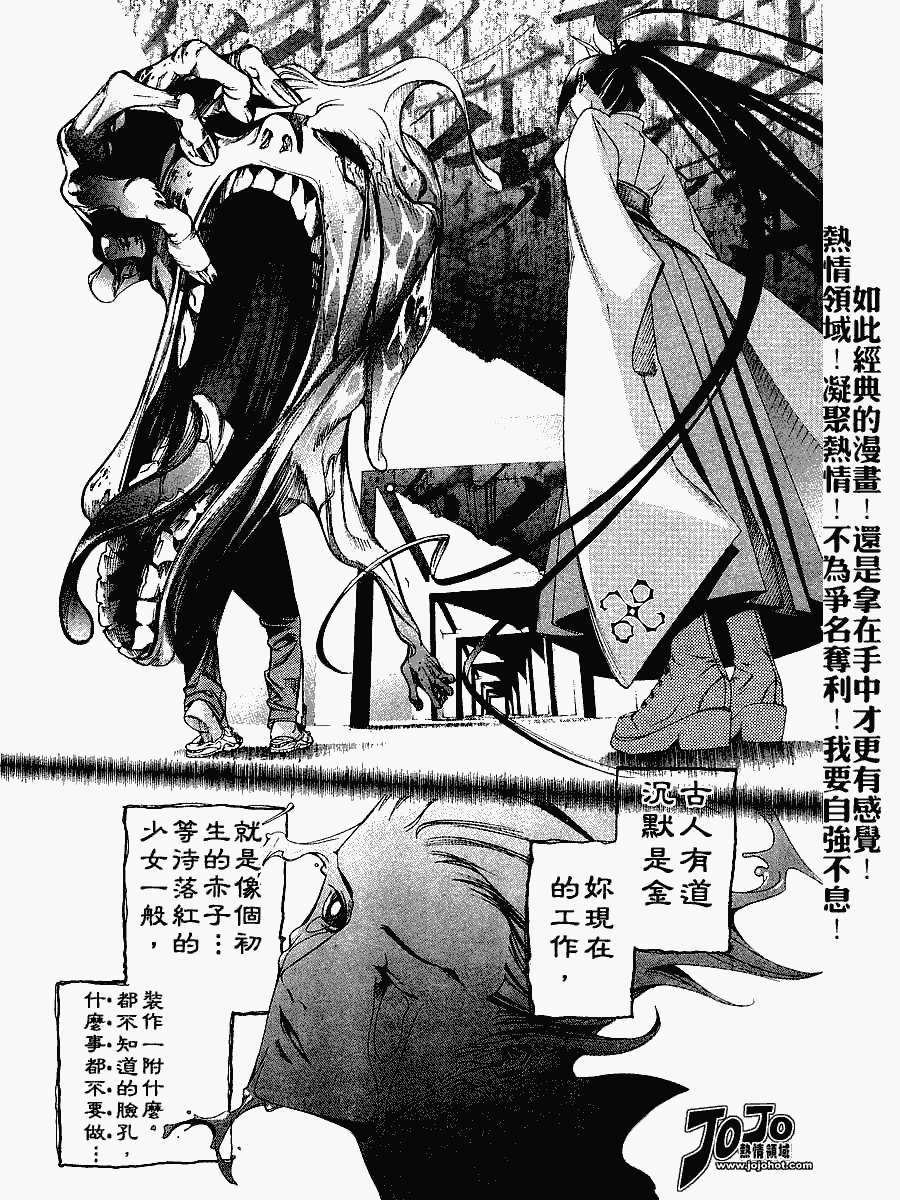 如此經典的漫畫！還是拿在手中才更有感覺！
熱情領域！凝聚熱情！不為爭名奪利！我要自強不息！
古人有道
沉默是金
妳現在
的工作，
就是像個初
生的赤子…
等待落紅的
少女一般，
裝作一附什麼。
都不知道的臉孔，
什麼事都不要做…
JOJO
熱情領域
www.jojohot.com